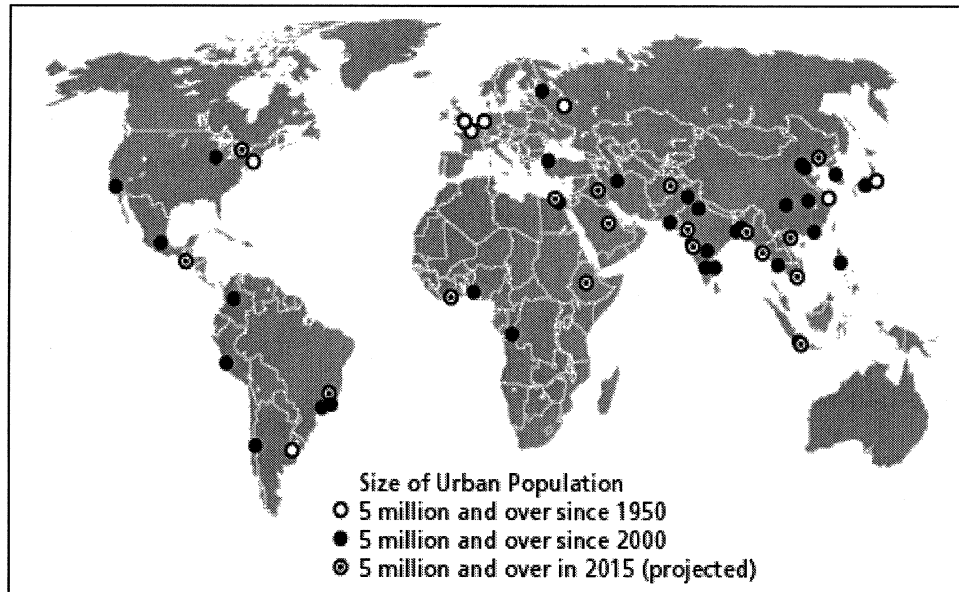 Size of Urban Population
5 million and over since 1950
5 million and over since 2000
5 million and over in 2015 (projected)